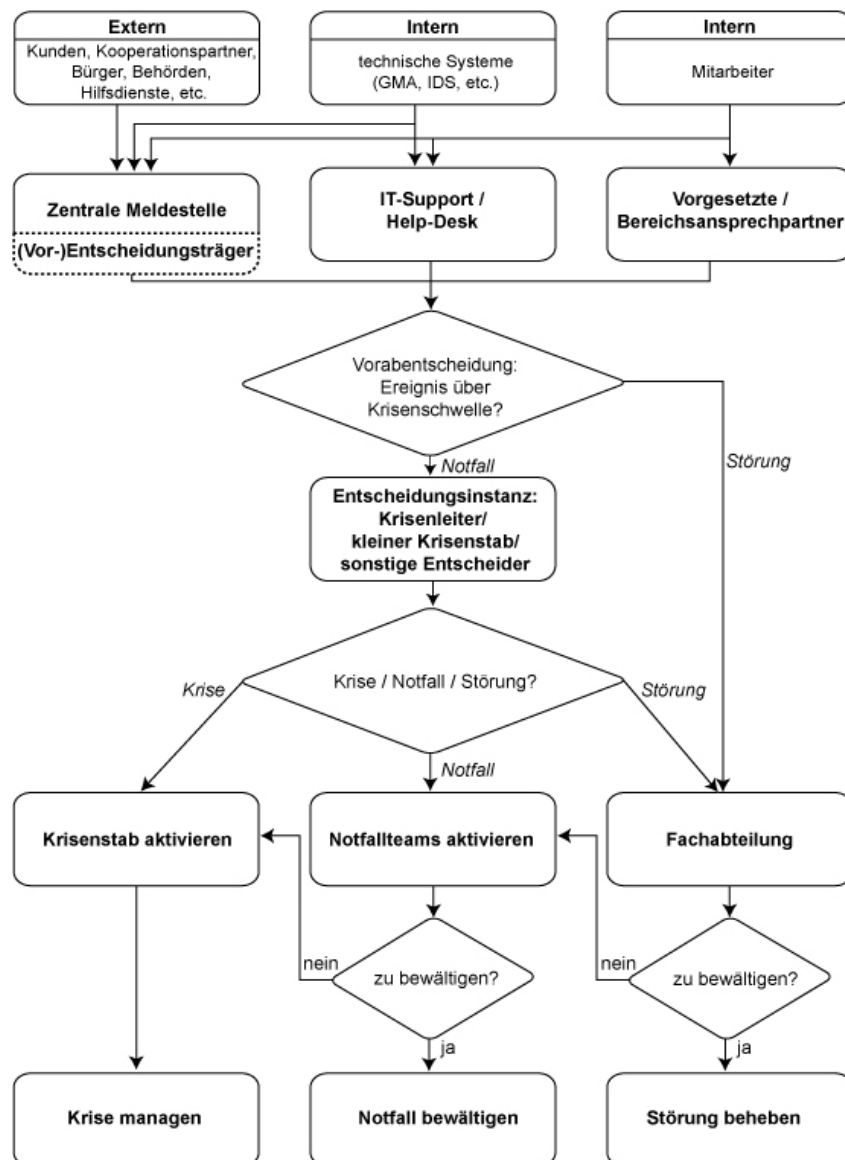 Extern
Kunden, Kooperationspartner,
Bürger, Behörden,
Hilfsdienste, etc.
Intern
technische Systeme
(GMA, IDS, etc.)
Intern
Mitarbeiter
Zentrale Meldestelle
(Vor-)Entscheidungsträger
IT-Support /
Help-Desk
Vorgesetzte /
Bereichsansprechpartner
Vorabentscheidung:
Ereignis über
Krisenschwelle?
Notfall
Störung
Entscheidungsinstanz:
Krisenleiter/
kleiner Krisenstab/
sonstige Entscheider
Krise / Notfall / Störung?
Krise
Störung
Notfall
Krisenstab aktivieren
Notfallteams aktivieren
Fachabteilung
nein
zu bewältigen?
nein
zu bewältigen?
ja
ja
Krise managen
Notfall bewältigen
Störung beheben